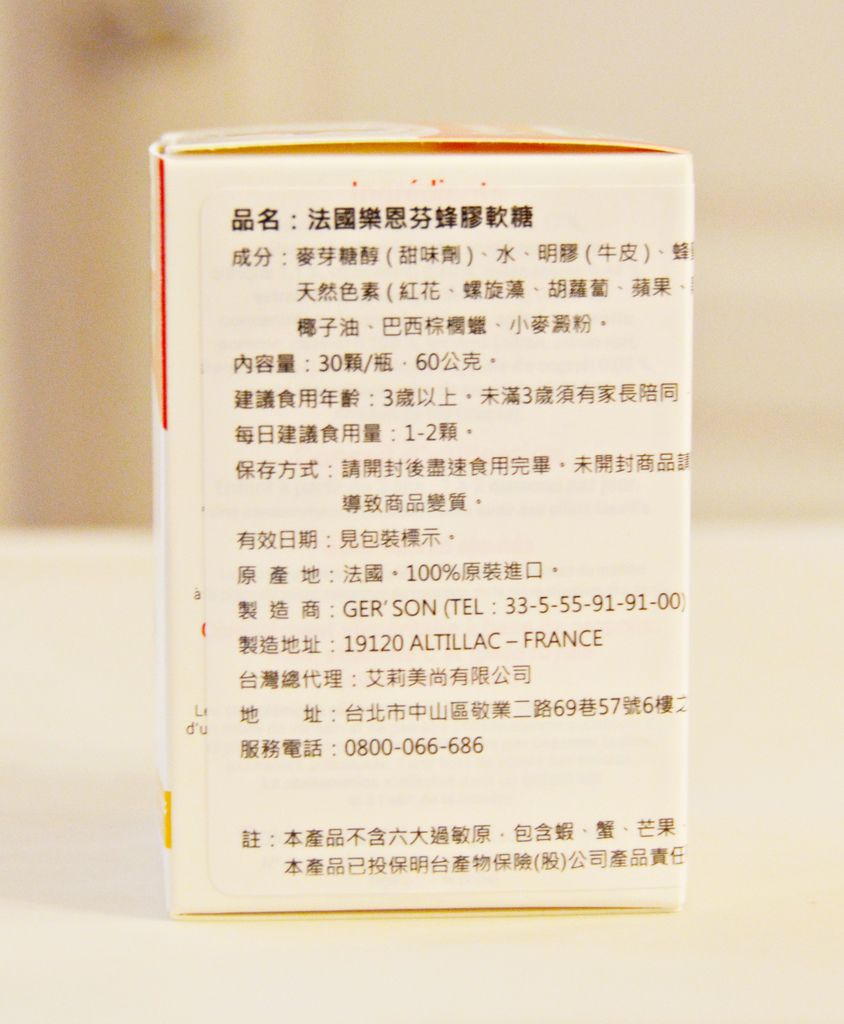 品名：法國樂恩芬蜂膠軟糖
成分：麥芽糖醇(甜味劑)、水、明膠(牛皮)、蜂
天然色素(紅花、螺旋藻、胡蘿蔔、蘋果、
椰子油、巴西棕櫚蠟、小麥澱粉。
內容量：30顆/瓶．60公克。
建議食用年齡：3歲以上。未滿3歲須有家長陪同
每日建議食用量：1-2顆。
保存方式：請開封後盡速食用完畢。未開封商品請
導致商品變質。
有效日期：見包裝標示。
原 產 地：法國。100%原裝進口。
製 造 商：GER'SON (TEL：33-5-55-91-91-00)
製造地址：19120 ALTILLAC – FRANCE
台灣總代理：艾莉美尚有限公司
地　　址：台北市中山區敬業二路69巷57號6樓之
服務電話：0800-066-686
註：本產品不含六大過敏原．包含蝦、蟹、芒果
本產品已投保明台產物保險(股)公司產品責任
à
Le
d'u